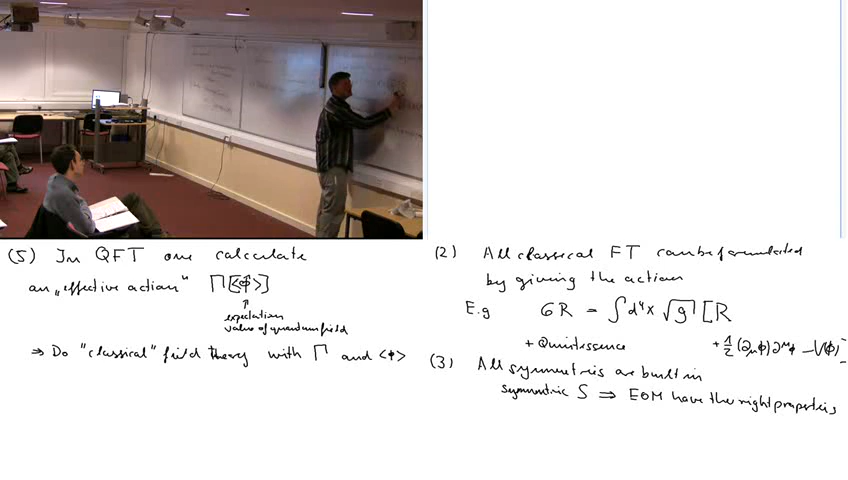 (5) In QFT one calculate
an „effective action" Γ[<Φ>]
↑
expectation
value of quantum field
⇒ Do "classical" field theory with Γ and <Φ>
(2) All classical FT can be formulated
by giving the action
E.g GR = ∫d⁴x √g [R
+ Quintessence + 1/2 (∂μΦ)∂^μΦ - V(Φ)]
(3) All symmetries are built in
symmetric S ⇒ EOM have the right properties